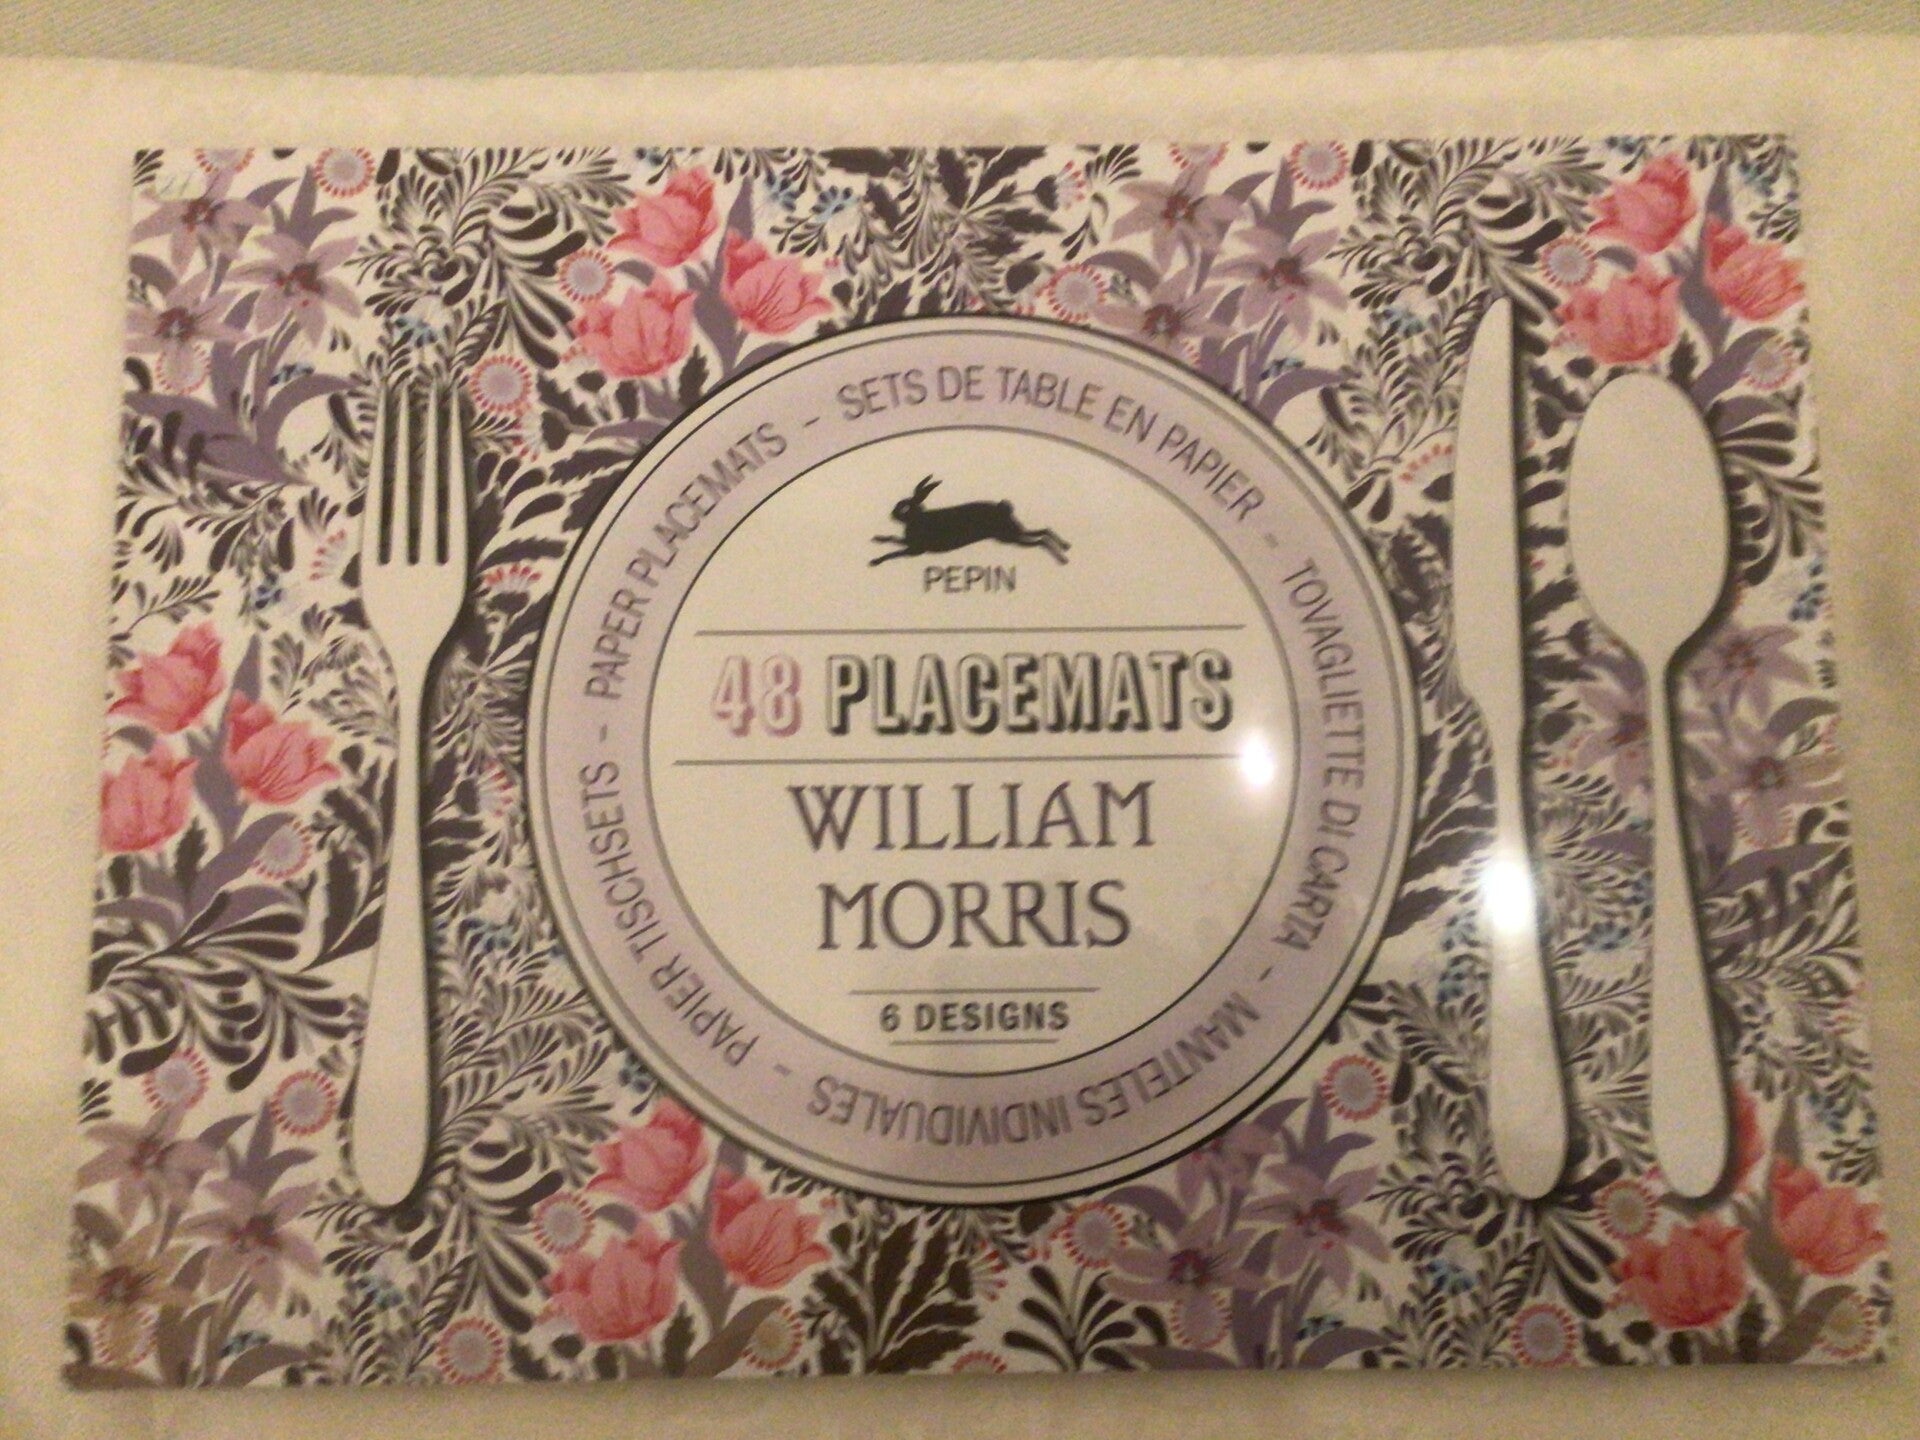 PEPIN
48 PLACEMATS
WILLIAM
MORRIS
6 DESIGNS
PAPER PLACEMATS - SETS DE TABLE EN PAPIER - TOVAGLIETTE DI CARTA - MANTELES INDIVIDUALES - PAPIER TISCHSETS -